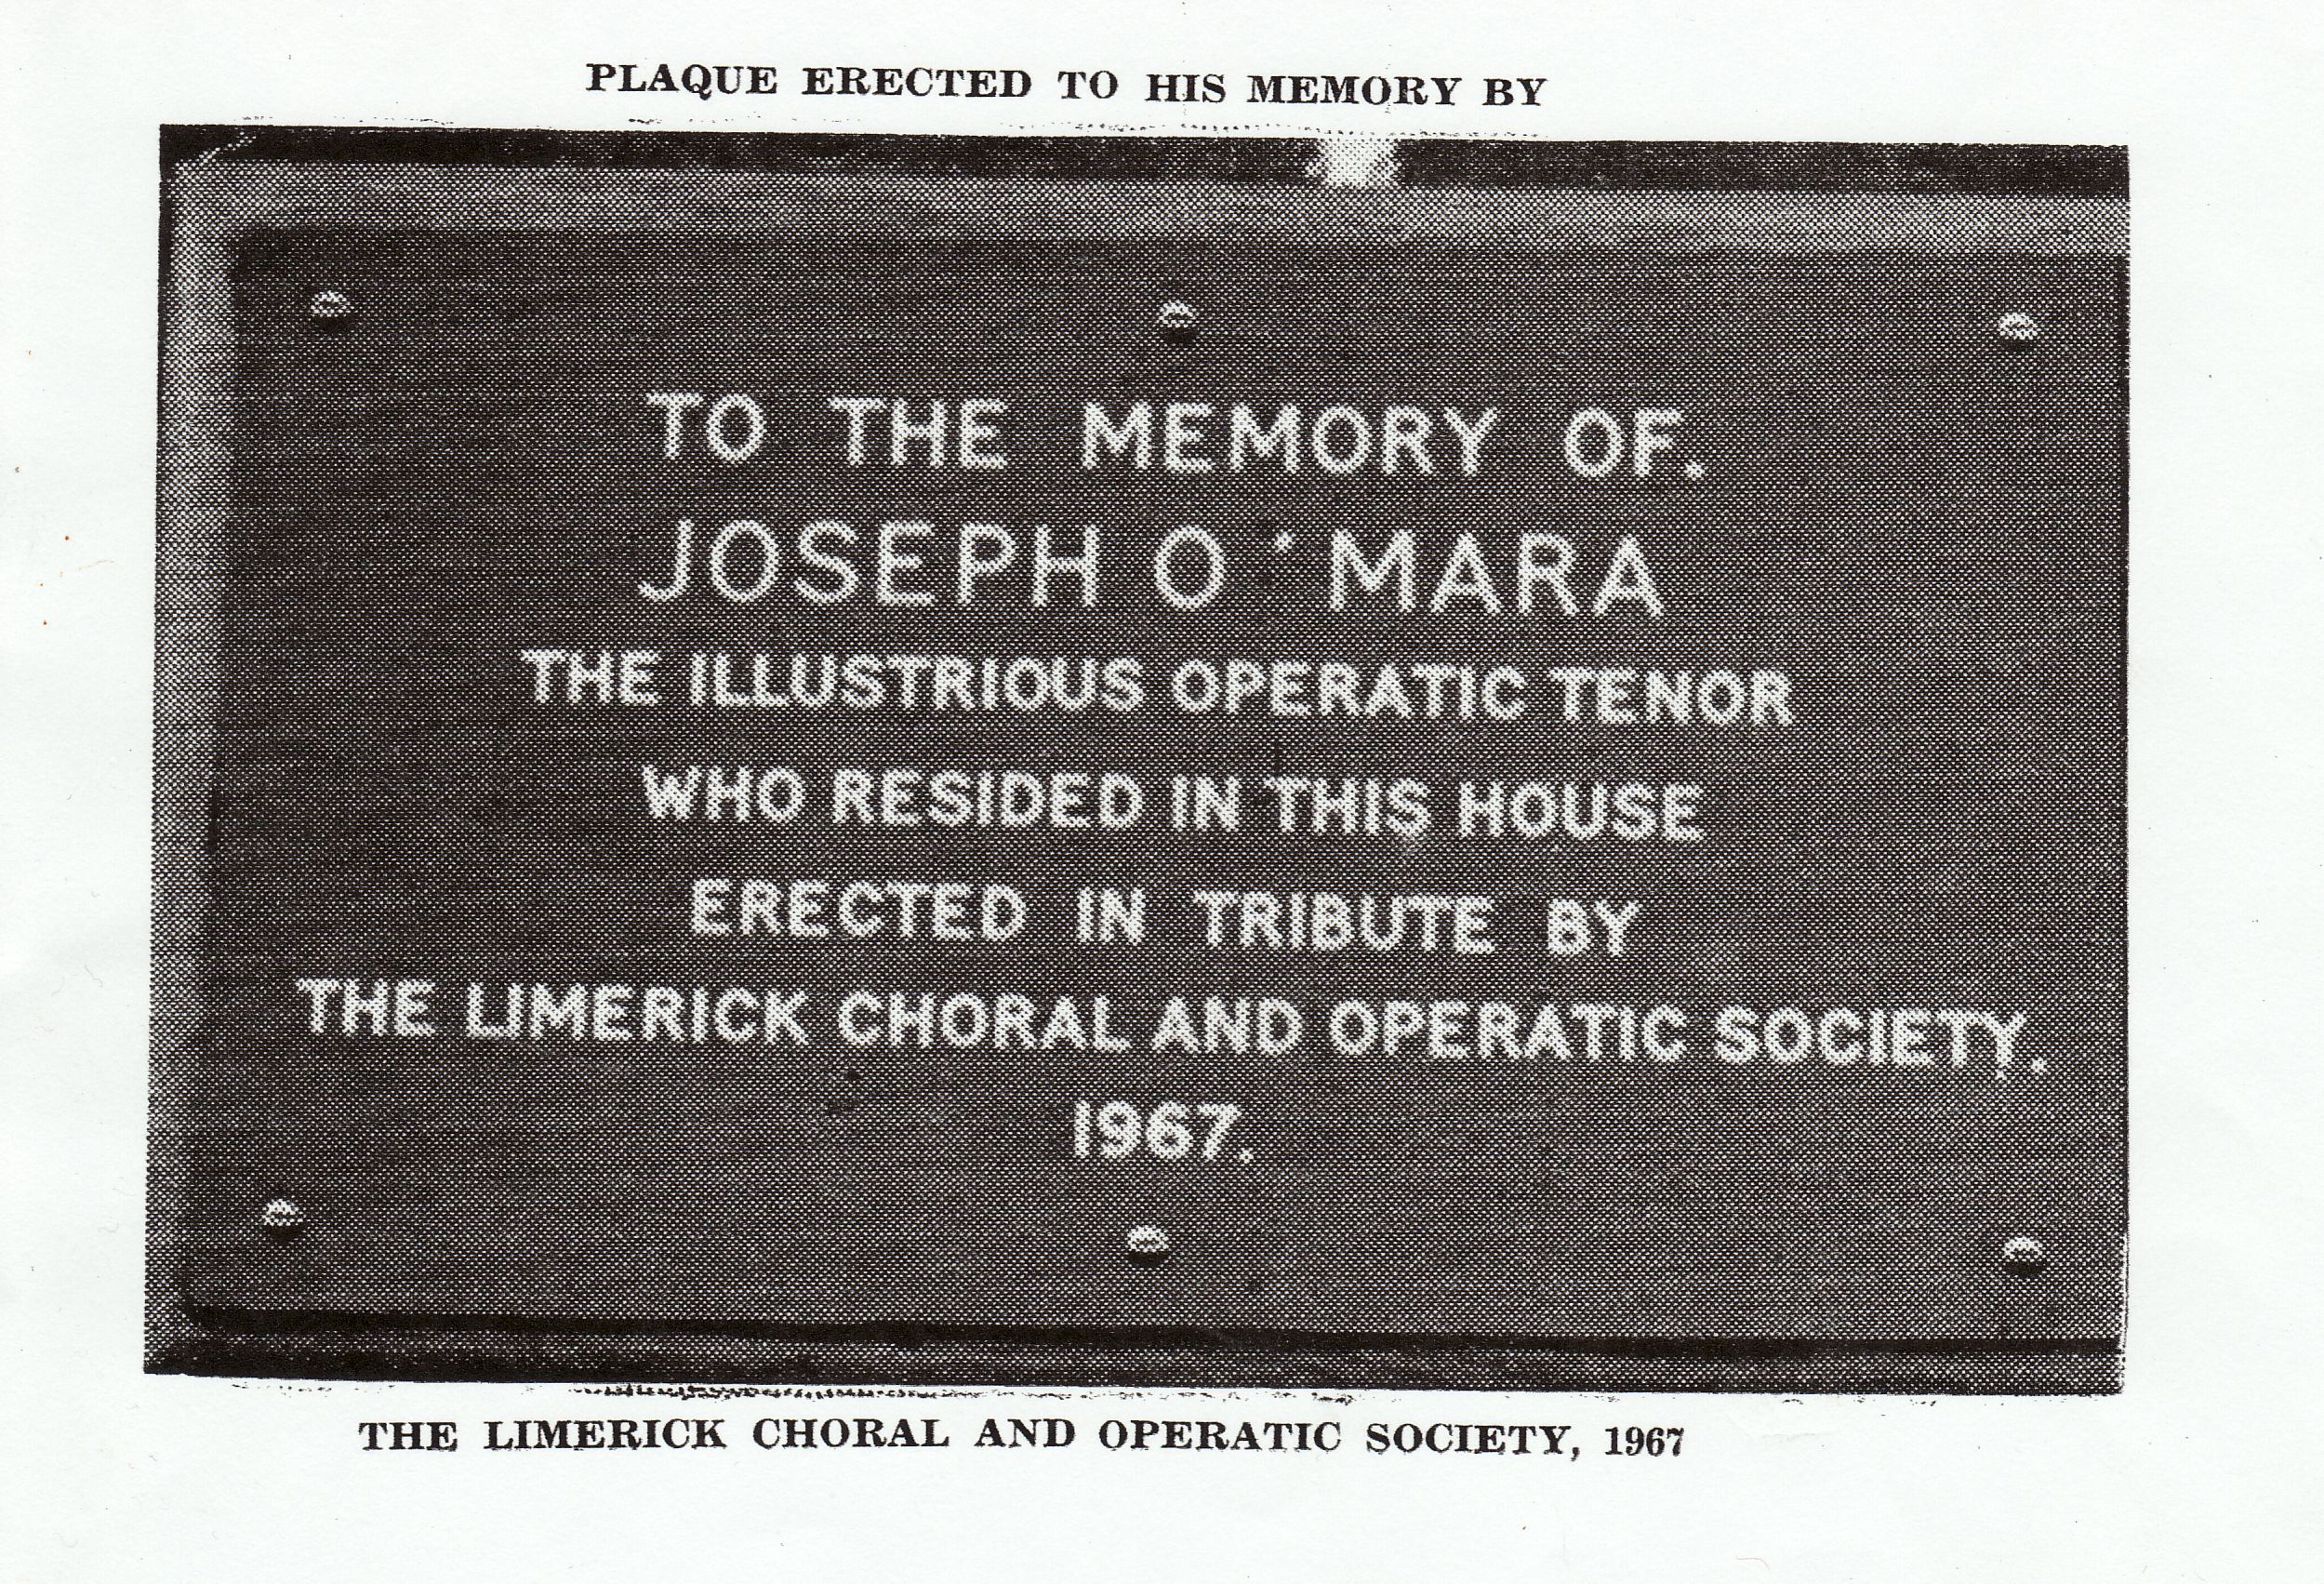 PLAQUE ERECTED TO HIS MEMORY BY
TO THE MEMORY OF.
JOSEPH O'MARA
THE ILLUSTRIOUS OPERATIC TENOR
WHO RESIDED IN THIS HOUSE
ERECTED IN TRIBUTE BY
THE LIMERICK CHORAL AND OPERATIC SOCIETY.
1967.
THE LIMERICK CHORAL AND OPERATIC SOCIETY, 1967